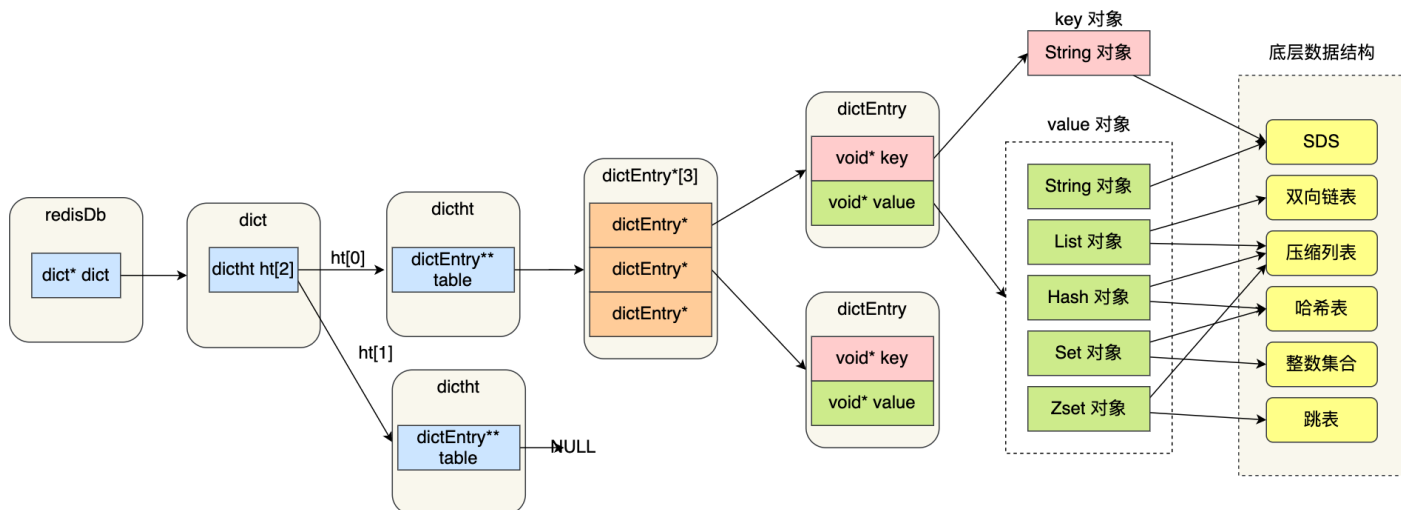 redisDb
dict* dict
dict
dictht ht[2]
ht[0]
ht[1]
dictht
dictEntry**
table
dictht
dictEntry**
table
NULL
dictEntry*[3]
dictEntry*
dictEntry*
dictEntry*
dictEntry
void* key
void* value
dictEntry
void* key
void* value
key 对象
String 对象
value 对象
String 对象
List 对象
Hash 对象
Set 对象
Zset 对象
底层数据结构
SDS
双向链表
压缩列表
哈希表
整数集合
跳表